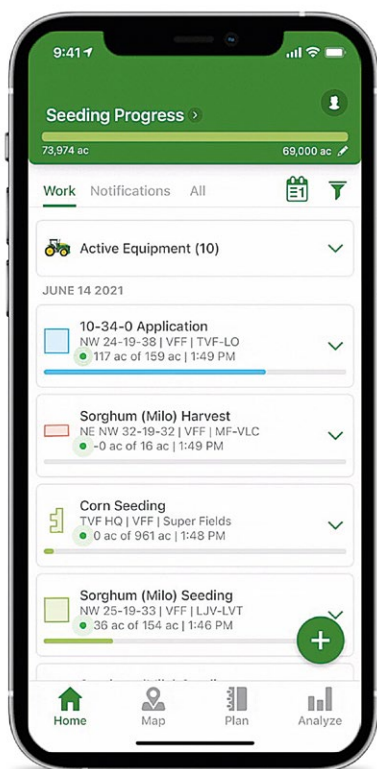 9:41
Seeding Progress
73,974 ac 69,000 ac
Work Notifications All 1
Active Equipment (10)
JUNE 14 2021
10-34-0 Application
NW 24-19-38 | VFF | TVF-LO
117 ac of 159 ac | 1:49 PM
Sorghum (Milo) Harvest
NE NW 32-19-32 | VFF | MF-VLC
-0 ac of 16 ac | 1:49 PM
Corn Seeding
TVF HQ | VFF | Super Fields
0 ac of 961 ac | 1:48 PM
Sorghum (Milo) Seeding
NW 25-19-33 | VFF | LJV-LVT
36 ac of 154 ac | 1:46 PM
Home Map Plan Analyze